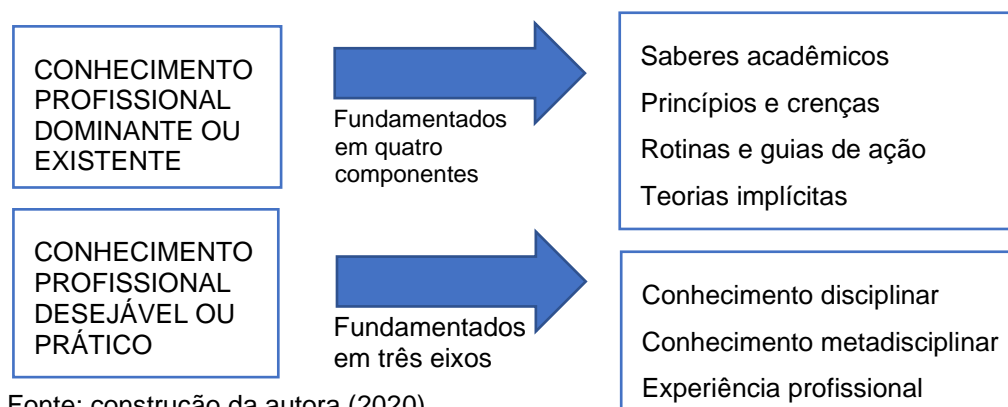 CONHECIMENTO
PROFISSIONAL
DOMINANTE OU
EXISTENTE
Fundamentados
em quatro
componentes
Saberes acadêmicos
Princípios e crenças
Rotinas e guias de ação
Teorias implícitas
CONHECIMENTO
PROFISSIONAL
DESEJÁVEL OU
PRÁTICO
Fundamentados
em três eixos
Conhecimento disciplinar
Conhecimento metadisciplinar
Experiência profissional
Fonte: construção da autora (2020)